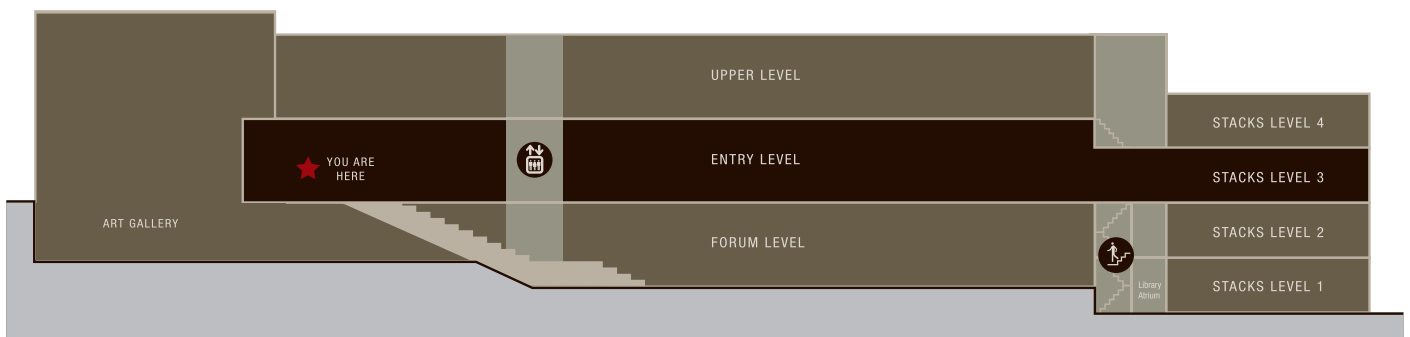 UPPER LEVEL
STACKS LEVEL 4
YOU ARE
HERE
ENTRY LEVEL
STACKS LEVEL 3
ART GALLERY
FORUM LEVEL
STACKS LEVEL 2
Library
Atrium
STACKS LEVEL 1